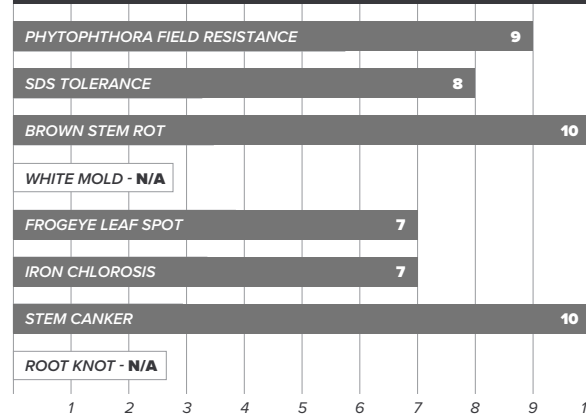 PHYTOPHTHORA FIELD RESISTANCE 9
SDS TOLERANCE 8
BROWN STEM ROT 10
WHITE MOLD - N/A
FROGEYE LEAF SPOT 7
IRON CHLOROSIS 7
STEM CANKER 10
ROOT KNOT - N/A
1 2 3 4 5 6 7 8 9 1